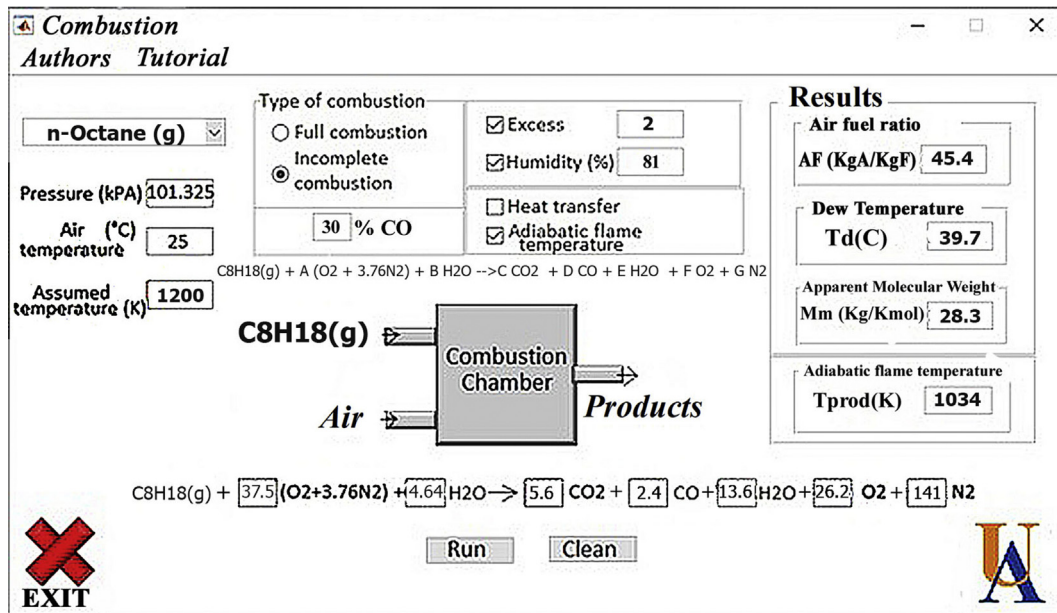 Combustion
Authors Tutorial
n-Octane (g)
Pressure (kPA) 101.325
Air (°C) temperature 25
Assumed temperature (K) 1200
Type of combustion
Full combustion
Incomplete combustion
30 % CO
Excess 2
Humidity (%) 81
Heat transfer
Adiabatic flame temperature
C8H18(g) + A (O2 + 3.76N2) + B H2O -->C CO2 + D CO + E H2O + F O2 + G N2
C8H18(g)
Air
Combustion Chamber
Products
Results
Air fuel ratio
AF (KgA/KgF) 45.4
Dew Temperature
Td(C) 39.7
Apparent Molecular Weight
Mm (Kg/Kmol) 28.3
Adiabatic flame temperature
Tprod(K) 1034
C8H18(g) + 37.5 (O2+3.76N2) + 4.64 H2O → 5.6 CO2 + 2.4 CO + 13.6 H2O + 26.2 O2 + 141 N2
Run Clean
EXIT
UA